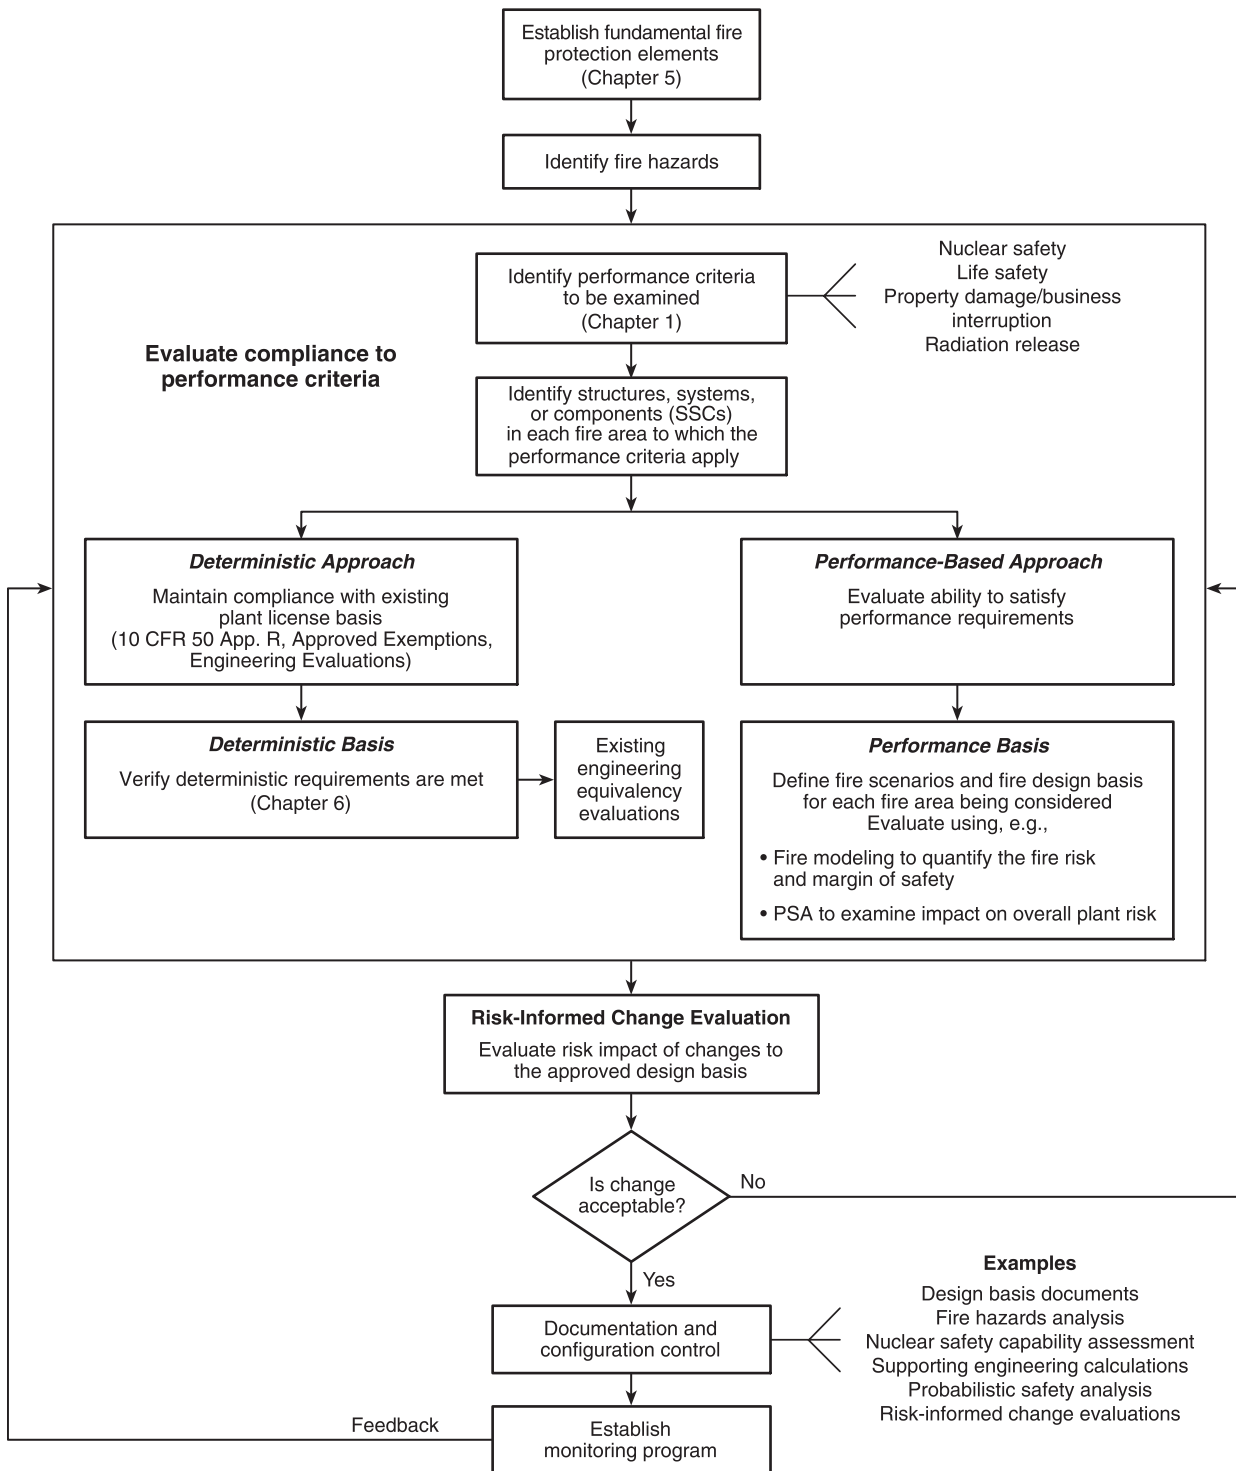 Establish fundamental fire
protection elements
(Chapter 5)
Identify fire hazards
Identify performance criteria
to be examined
(Chapter 1)
Nuclear safety
Life safety
Property damage/business
interruption
Radiation release
Evaluate compliance to
performance criteria
Identify structures, systems,
or components (SSCs)
in each fire area to which the
performance criteria apply
Deterministic Approach
Maintain compliance with existing
plant license basis
(10 CFR 50 App. R, Approved Exemptions,
Engineering Evaluations)
Performance-Based Approach
Evaluate ability to satisfy
performance requirements
Deterministic Basis
Verify deterministic requirements are met
(Chapter 6)
Existing
engineering
equivalency
evaluations
Performance Basis
Define fire scenarios and fire design basis
for each fire area being considered
Evaluate using, e.g.,
• Fire modeling to quantify the fire risk
and margin of safety
• PSA to examine impact on overall plant risk
Risk-Informed Change Evaluation
Evaluate risk impact of changes to
the approved design basis
Is change
acceptable?
No
Yes
Documentation and
configuration control
Examples
Design basis documents
Fire hazards analysis
Nuclear safety capability assessment
Supporting engineering calculations
Probabilistic safety analysis
Risk-informed change evaluations
Feedback
Establish
monitoring program